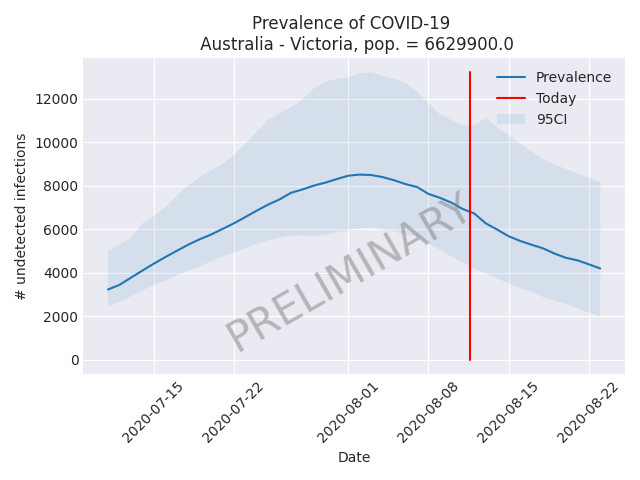 Prevalence of COVID-19
Australia - Victoria, pop. = 6629900.0
Prevalence
Today
95CI
# undetected infections
12000
10000
8000
6000
4000
2000
0
PRELIMINARY
2020-07-15
2020-07-22
2020-08-01
2020-08-08
2020-08-15
2020-08-22
Date